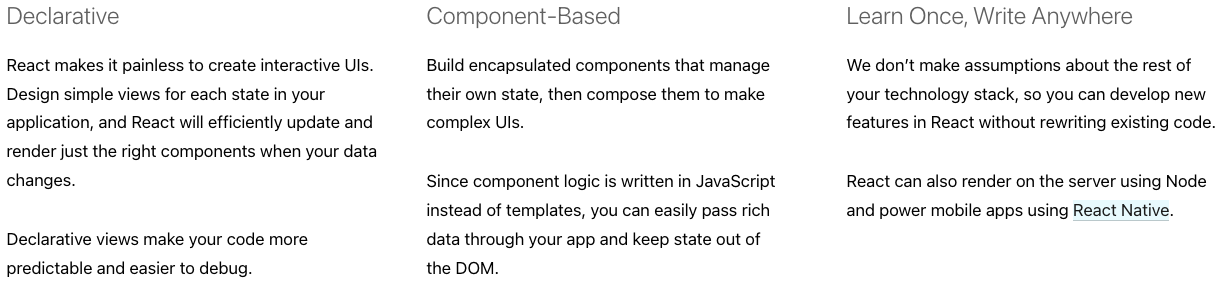 Declarative
React makes it painless to create interactive UIs.
Design simple views for each state in your
application, and React will efficiently update and
render just the right components when your data
changes.
Declarative views make your code more
predictable and easier to debug.
Component-Based
Build encapsulated components that manage
their own state, then compose them to make
complex UIs.
Since component logic is written in JavaScript
instead of templates, you can easily pass rich
data through your app and keep state out of
the DOM.
Learn Once, Write Anywhere
We don’t make assumptions about the rest of
your technology stack, so you can develop new
features in React without rewriting existing code.
React can also render on the server using Node
and power mobile apps using React Native.